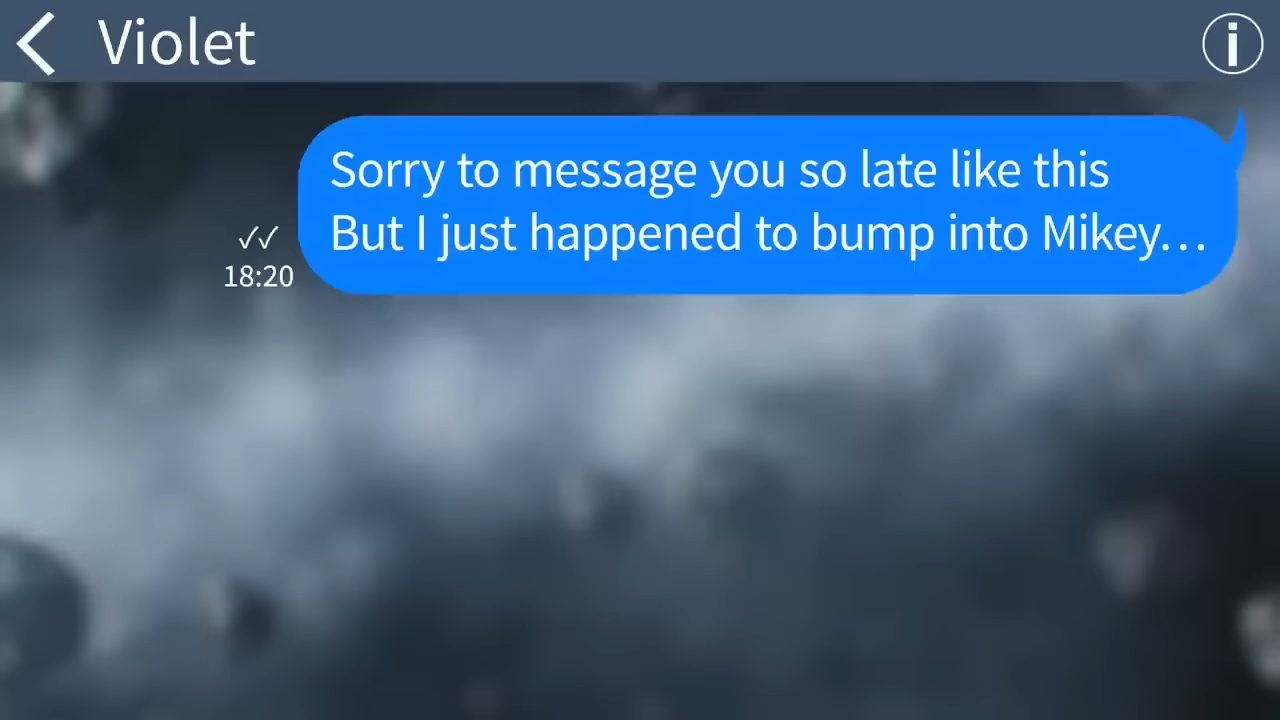 Violet
Sorry to message you so late like this
But I just happened to bump into Mikey...
✓✓
18:20